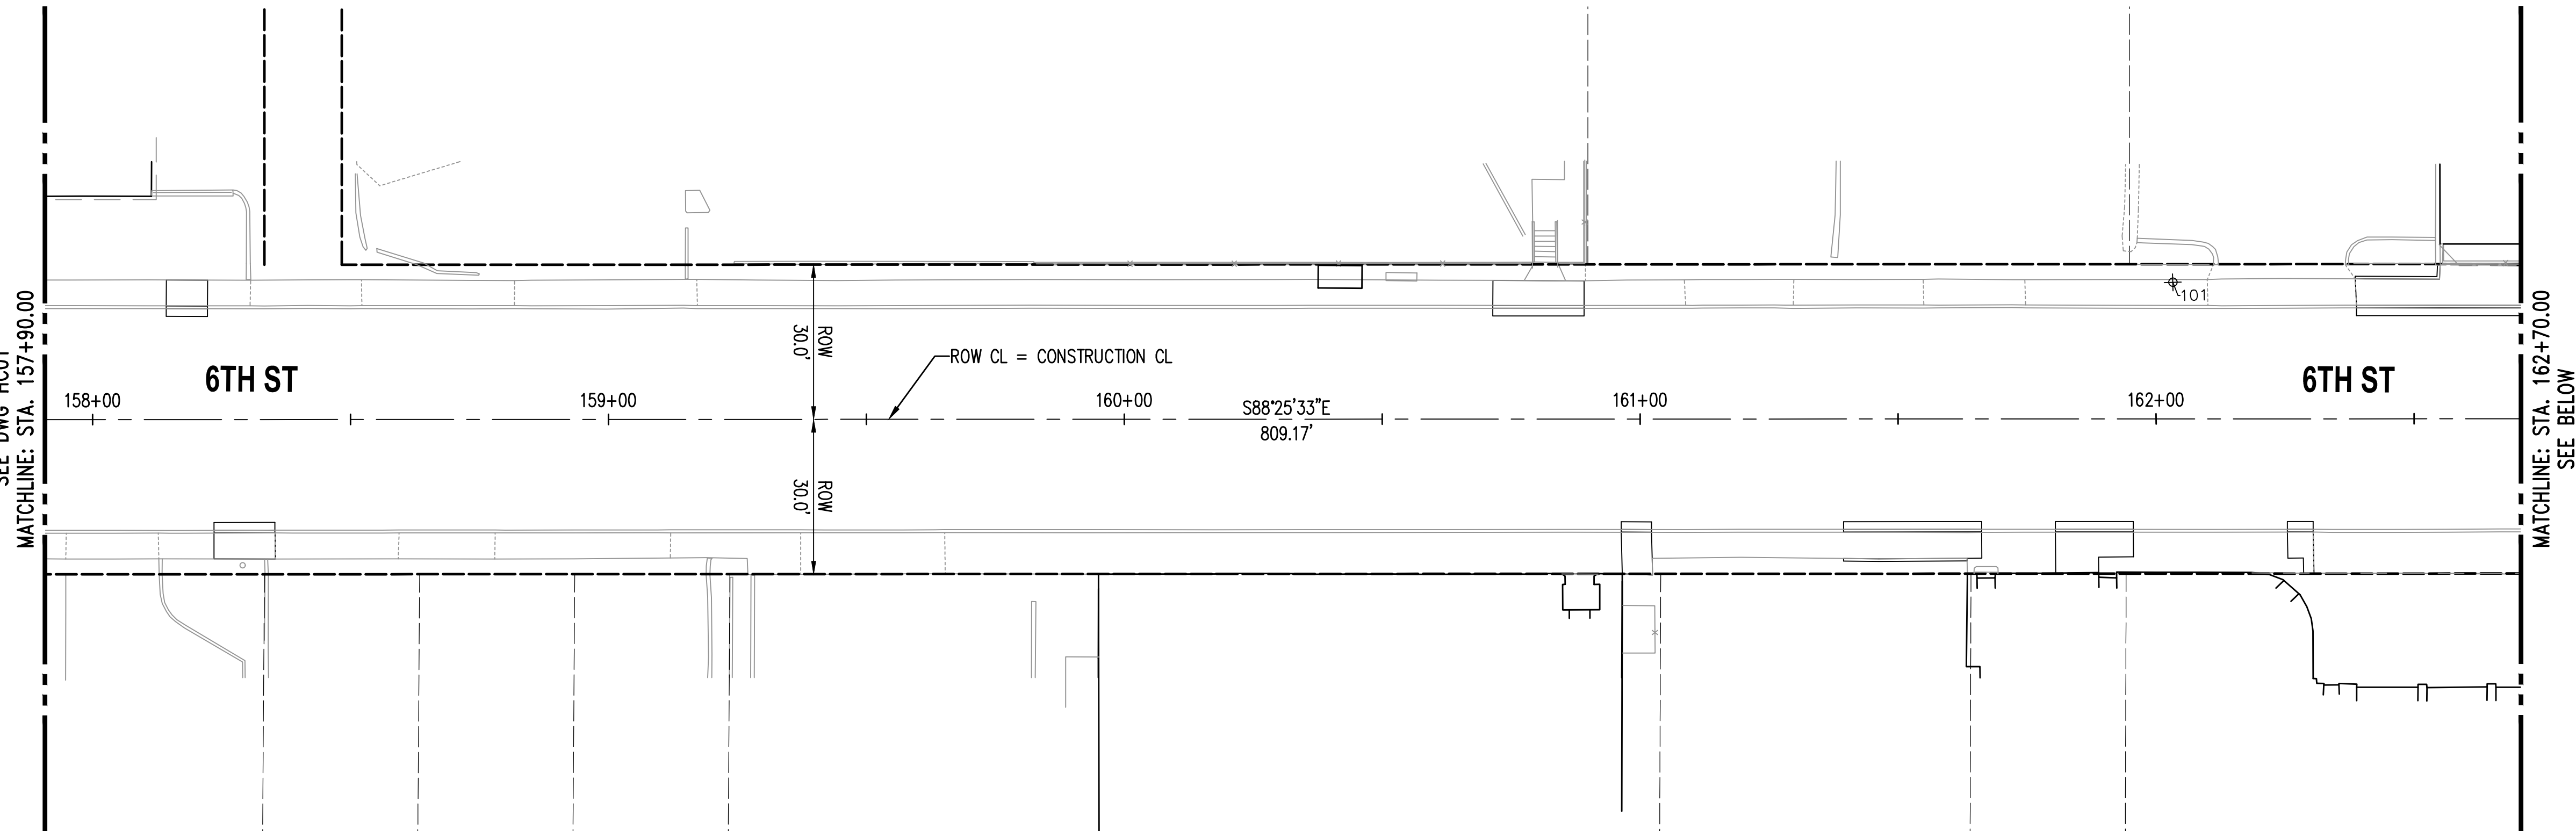 SEE DWG HC01
MATCHLINE: STA. 157+90.00
6TH ST
158+00
159+00
ROW
30.0'
ROW
30.0'
ROW CL = CONSTRUCTION CL
160+00
S88°25'33"E
809.17'
161+00
101
6TH ST
162+00
MATCHLINE: STA. 162+70.00
SEE BELOW